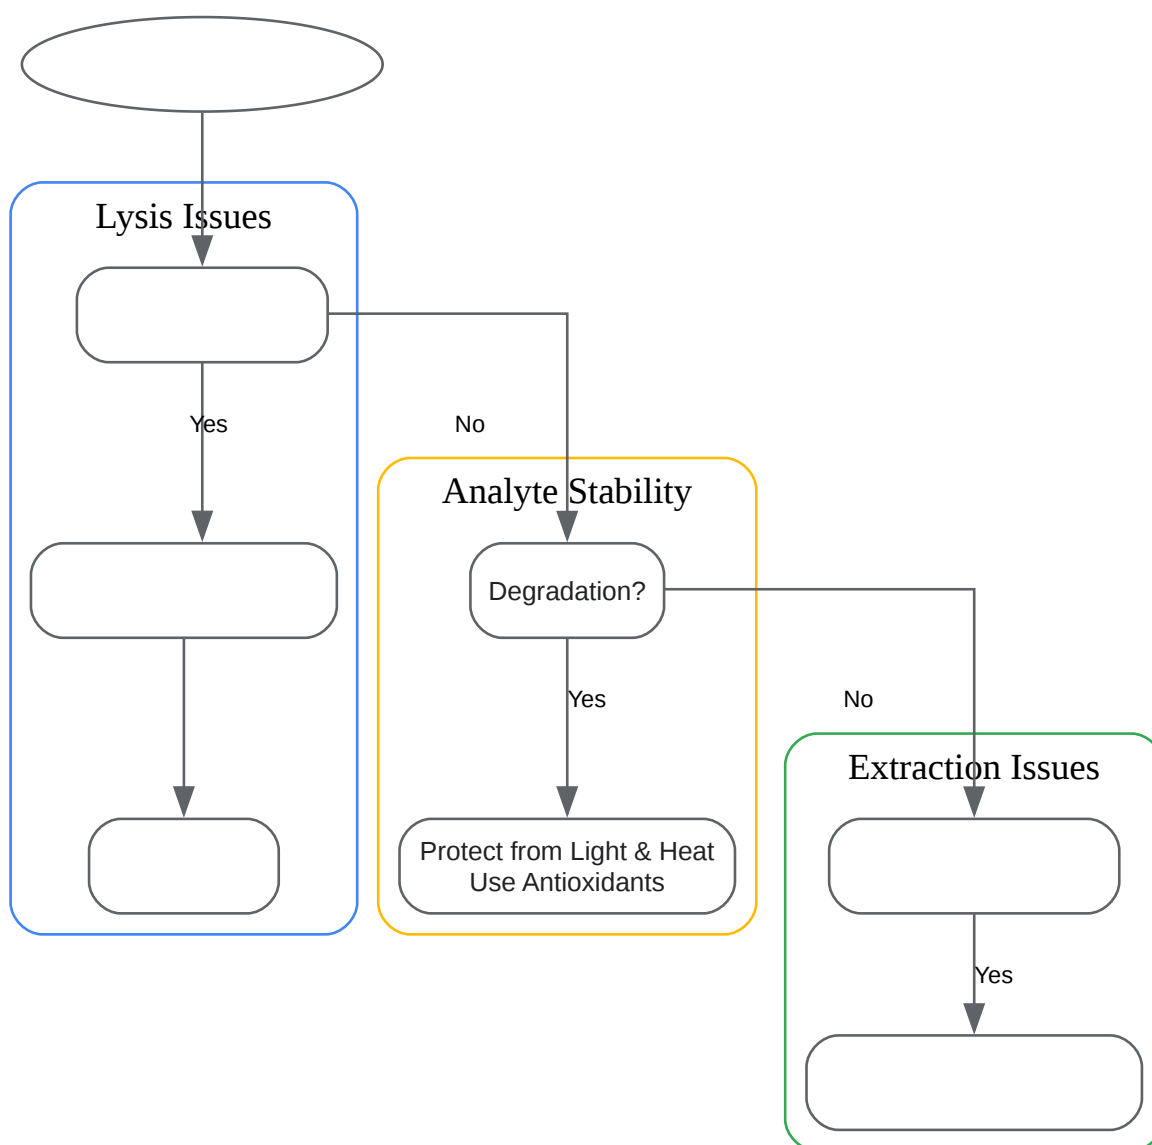 Lysis Issues
Yes
No
Analyte Stability
Degradation?
Yes
No
Protect from Light & Heat
Use Antioxidants
Extraction Issues
Yes